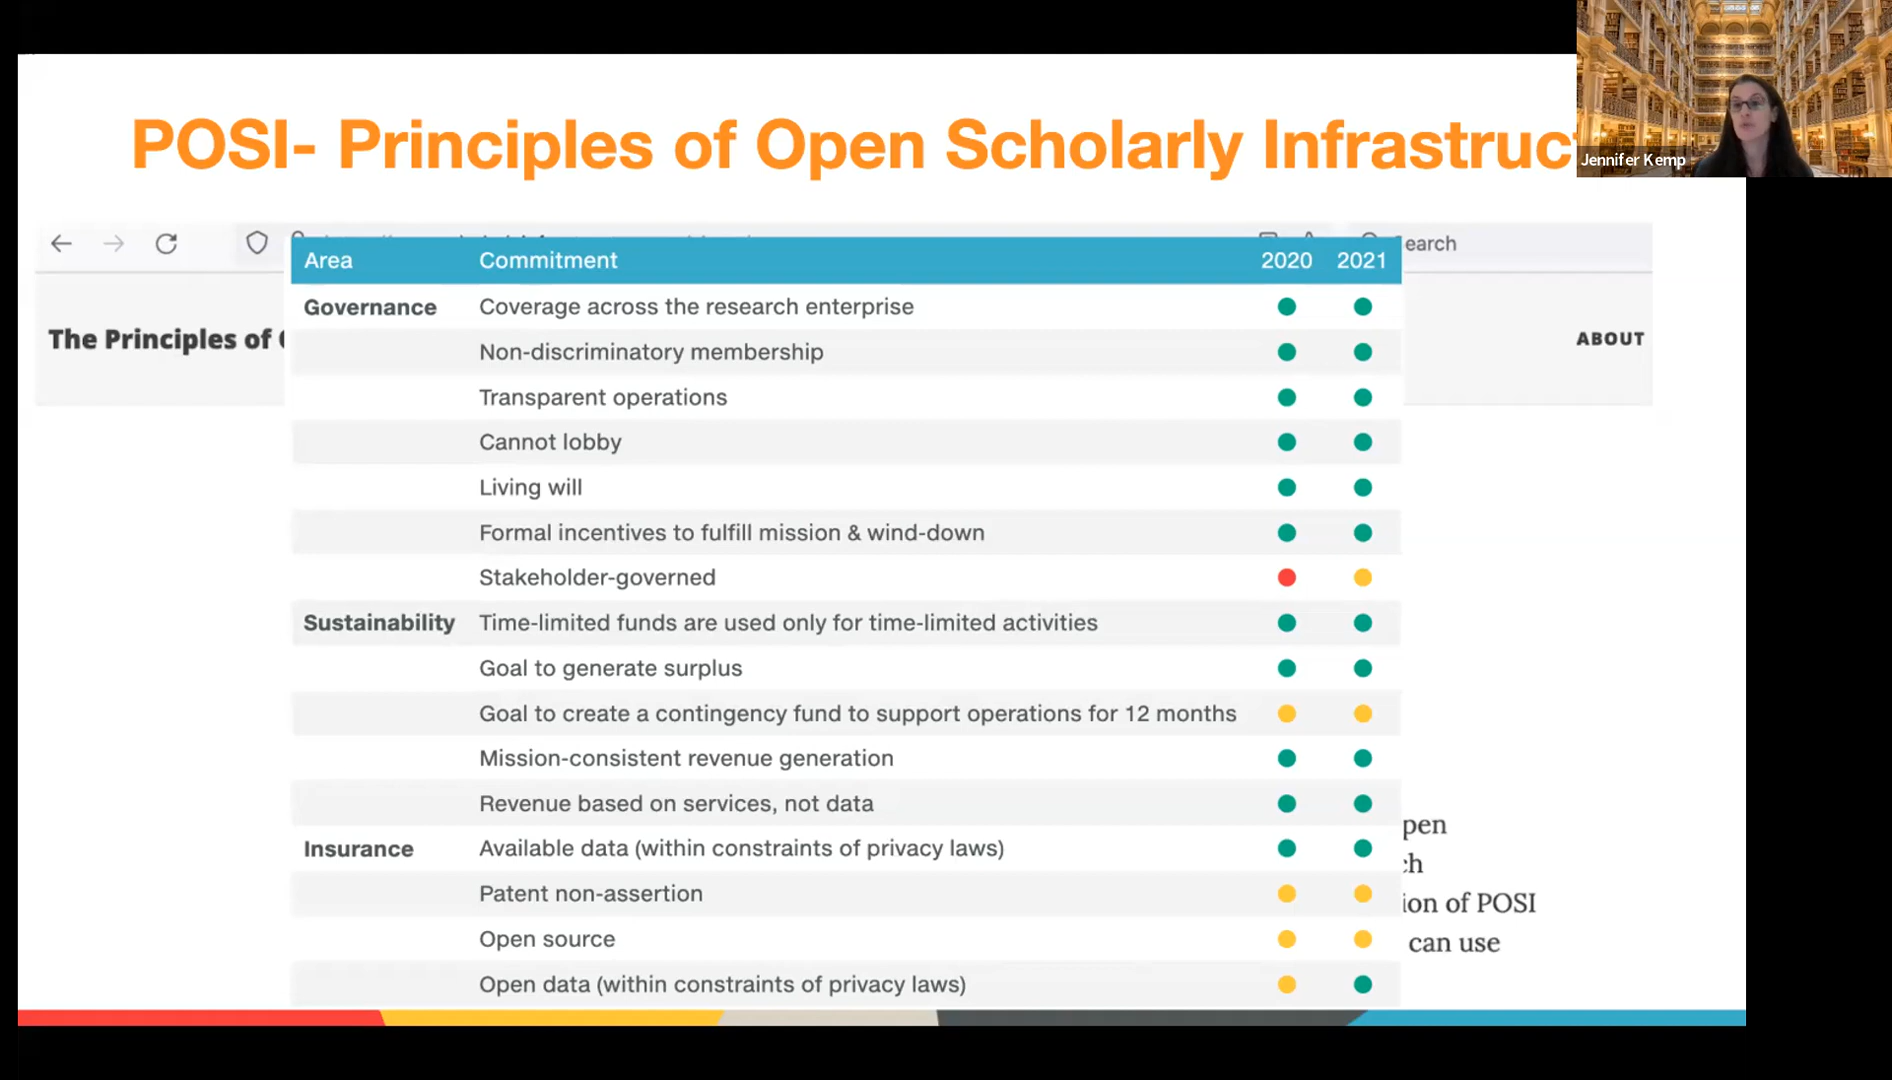 POSI- Principles of Open Scholarly Infrastruc
Jennifer Kemp
earch
The Principles of
ABOUT
Area Commitment 2020 2021
Governance Coverage across the research enterprise
Non-discriminatory membership
Transparent operations
Cannot lobby
Living will
Formal incentives to fulfill mission & wind-down
Stakeholder-governed
Sustainability Time-limited funds are used only for time-limited activities
Goal to generate surplus
Goal to create a contingency fund to support operations for 12 months
Mission-consistent revenue generation
Revenue based on services, not data
Insurance Available data (within constraints of privacy laws)
Patent non-assertion
Open source
Open data (within constraints of privacy laws)
pen
ch
ion of POSI
can use